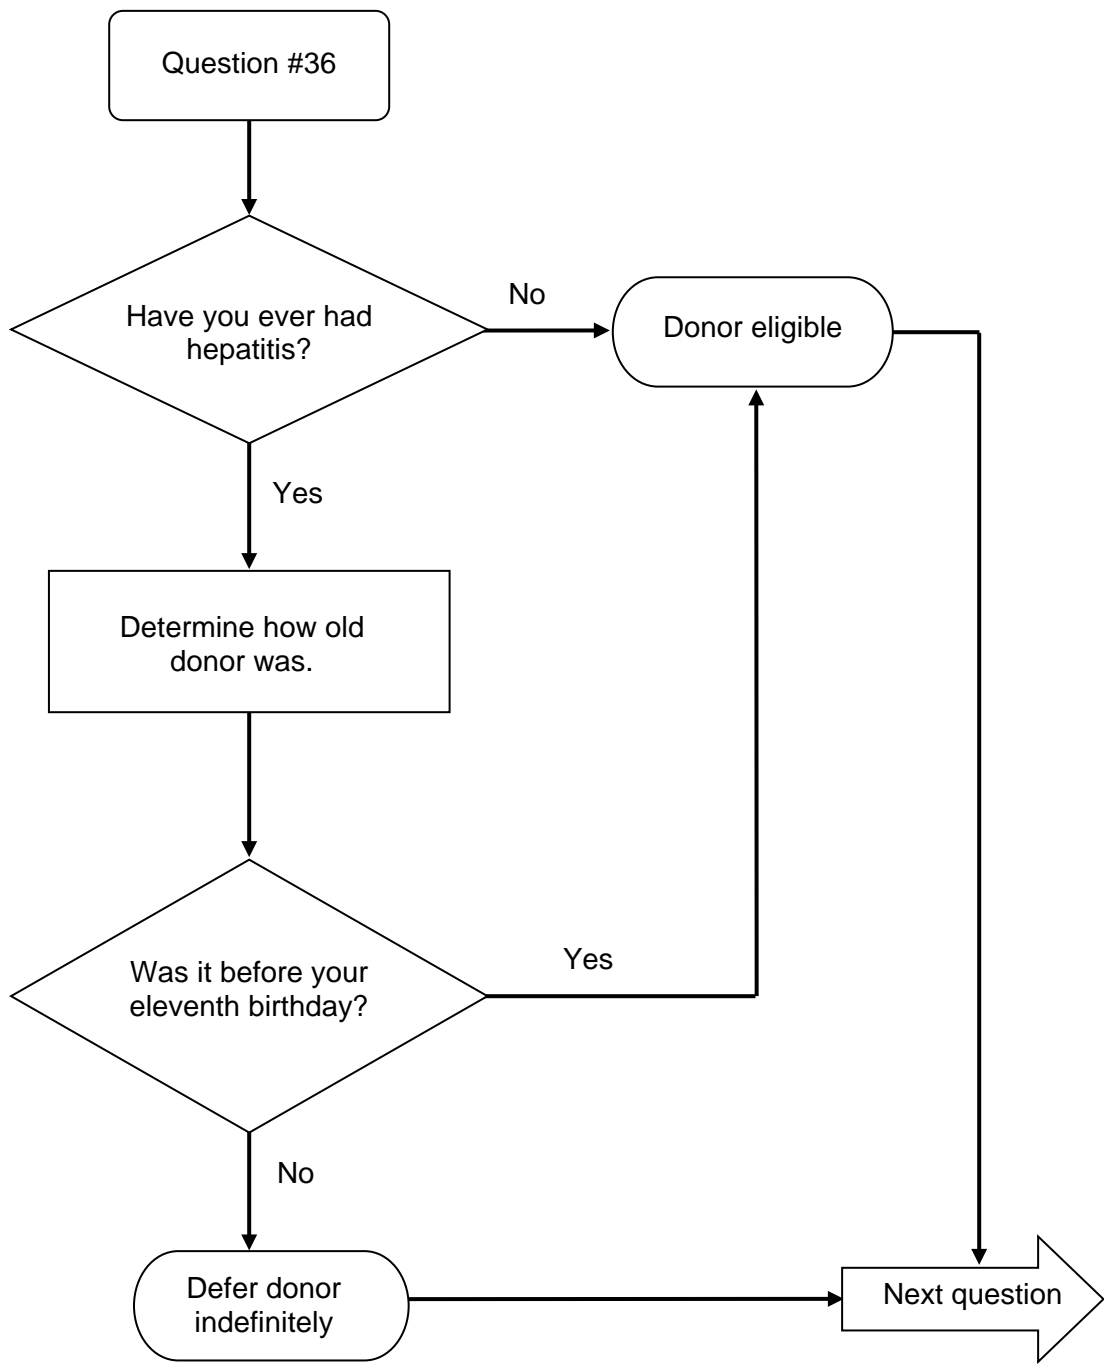 Question #36
Have you ever had
hepatitis?
No
Donor eligible
Yes
Determine how old
donor was.
Was it before your
eleventh birthday?
Yes
No
Defer donor
indefinitely
Next question